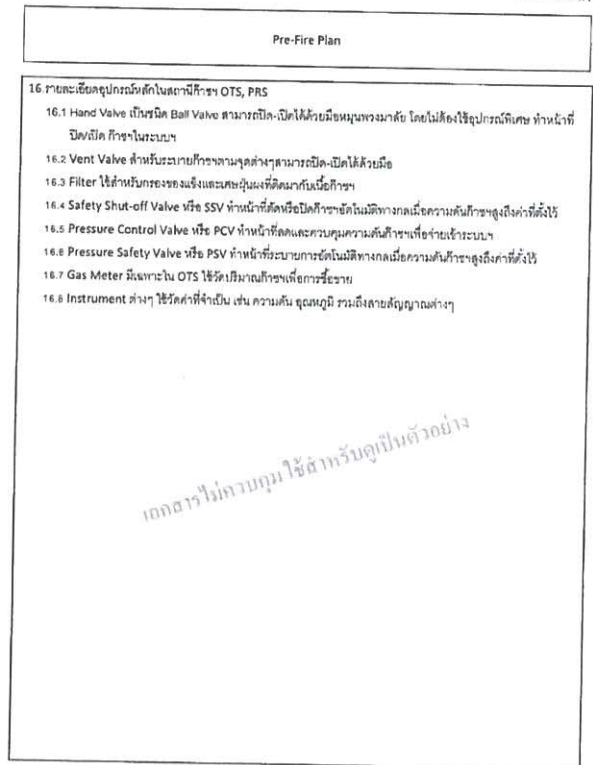 Pre-Fire Plan
16.รายละเอียดอุปกรณ์หลักในสถานีก๊าซฯ OTS, PRS
16.1 Hand Valve เป็นชนิด Ball Valve สามารถปิด-เปิดได้ด้วยมือหมุนพวงมาลัย โดยไม่ต้องใช้อุปกรณ์พิเศษ ทำหน้าที่
ปิด/เปิด ก๊าซฯในระบบฯ
16.2 Vent Valve สำหรับระบายก๊าซฯตามจุดต่างๆสามารถปิด-เปิดได้ด้วยมือ
16.3 Filter ใช้สำหรับกรองของแข็งและเศษฝุ่นผงที่ติดมากับเนื้อก๊าซฯ
16.4 Safety Shut-off Valve หรือ SSV ทำหน้าที่ตัดหรือปิดก๊าซฯอัตโนมัติทางกลเมื่อความดันก๊าซฯสูงถึงค่าที่ตั้งไว้
16.5 Pressure Control Valve หรือ PCV ทำหน้าที่ลดและควบคุมความดันก๊าซฯเพื่อจ่ายเข้าระบบฯ
16.6 Pressure Safety Valve หรือ PSV ทำหน้าที่ระบายการอัตโนมัติทางกลเมื่อความดันก๊าซฯสูงถึงค่าที่ตั้งไว้
16.7 Gas Meter มีเฉพาะใน OTS ใช้วัดปริมาณก๊าซฯเพื่อการซื้อขาย
16.8 Instrument ต่างๆ ใช้วัดค่าที่จำเป็น เช่น ความดัน อุณหภูมิ รวมถึงสายสัญญาณต่างๆ
เอกสารไม่ควบคุม ใช้สำหรับดูเป็นตัวอย่าง